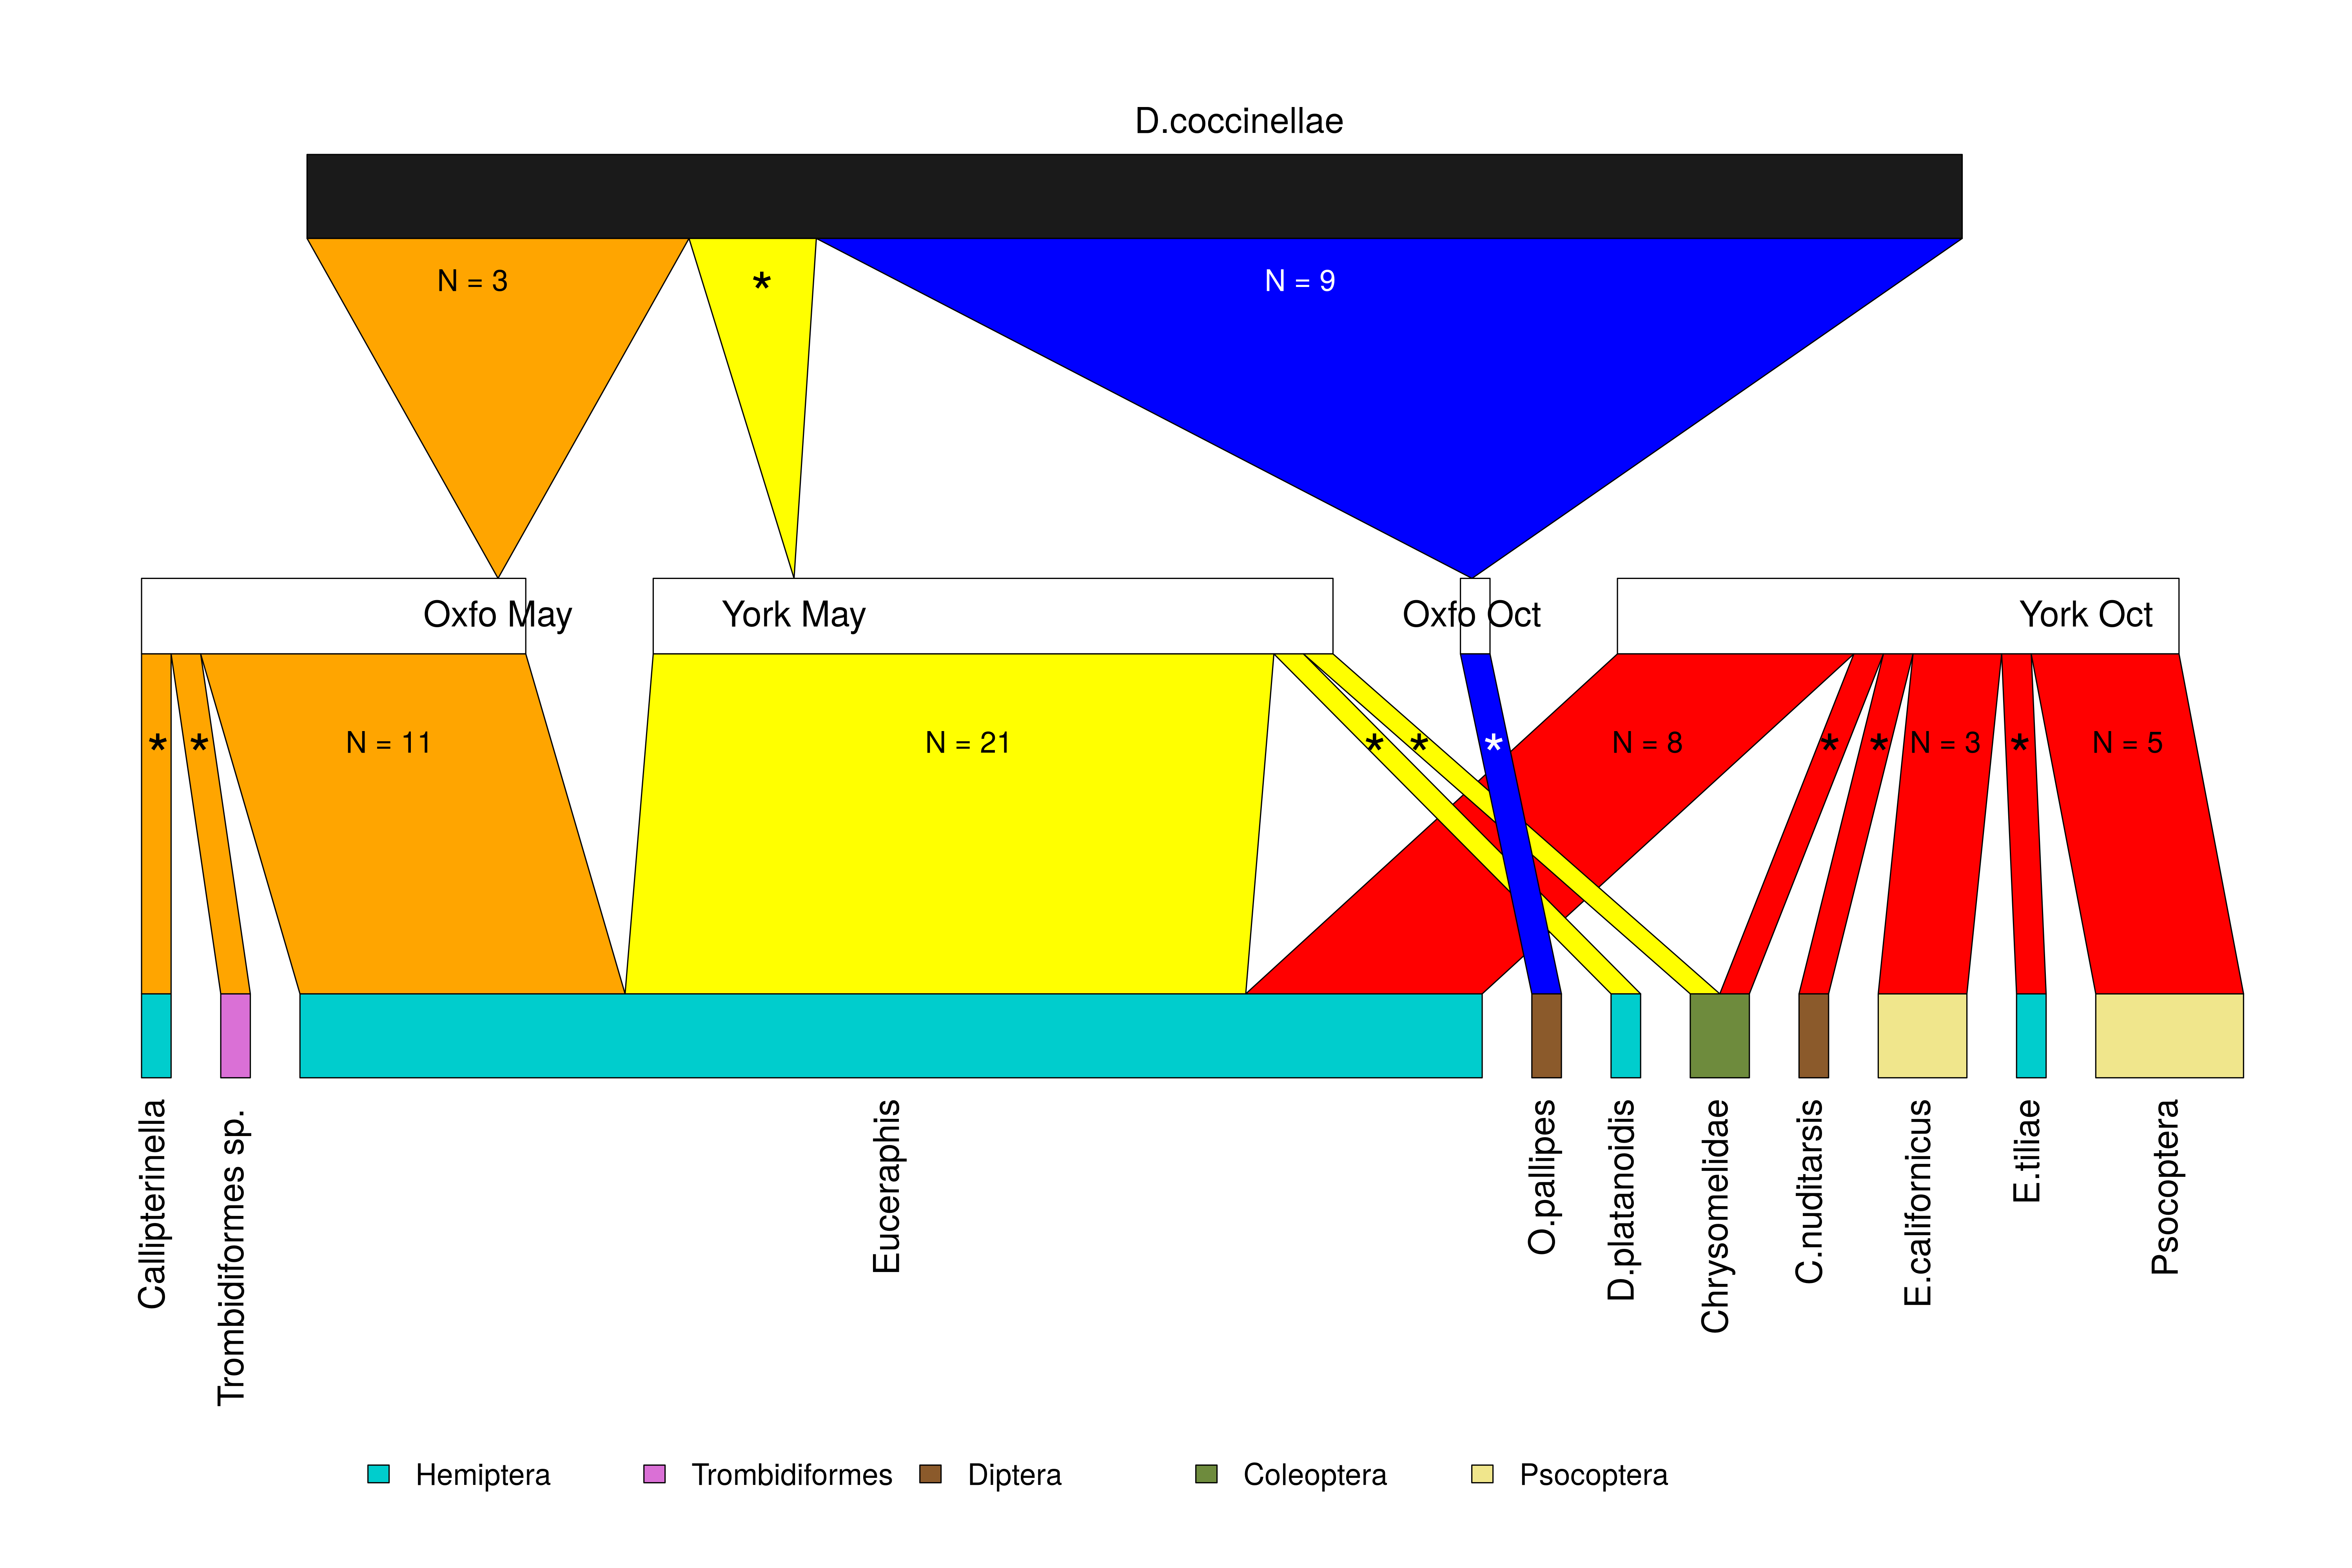 D.coccinellae
N = 3
*
N = 9
Oxfo May
York May
Oxfo Oct
York Oct
*
*
N = 11
N = 21
*
*
*
N = 8
*
*
N = 3
*
N = 5
Callipterinella
Trombidiformes sp.
Euceraphis
O.pallipes
D.platanoidis
Chrysomelidae
C.nuditarsis
E.californicus
E.tiliae
Psocoptera
Hemiptera
Trombidiformes
Diptera
Coleoptera
Psocoptera